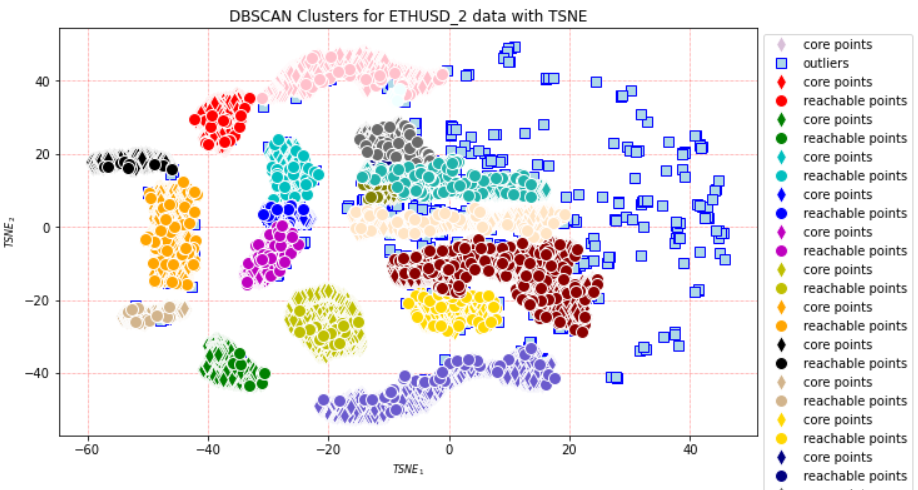 DBSCAN Clusters for ETHUSD_2 data with TSNE
TSNE₂
40
20
0
−20
−40
−60
−40
−20
0
20
40
TSNE₁
core points
outliers
core points
reachable points
core points
reachable points
core points
reachable points
core points
reachable points
core points
reachable points
core points
reachable points
core points
reachable points
core points
reachable points
core points
reachable points
core points
reachable points
core points
reachable points